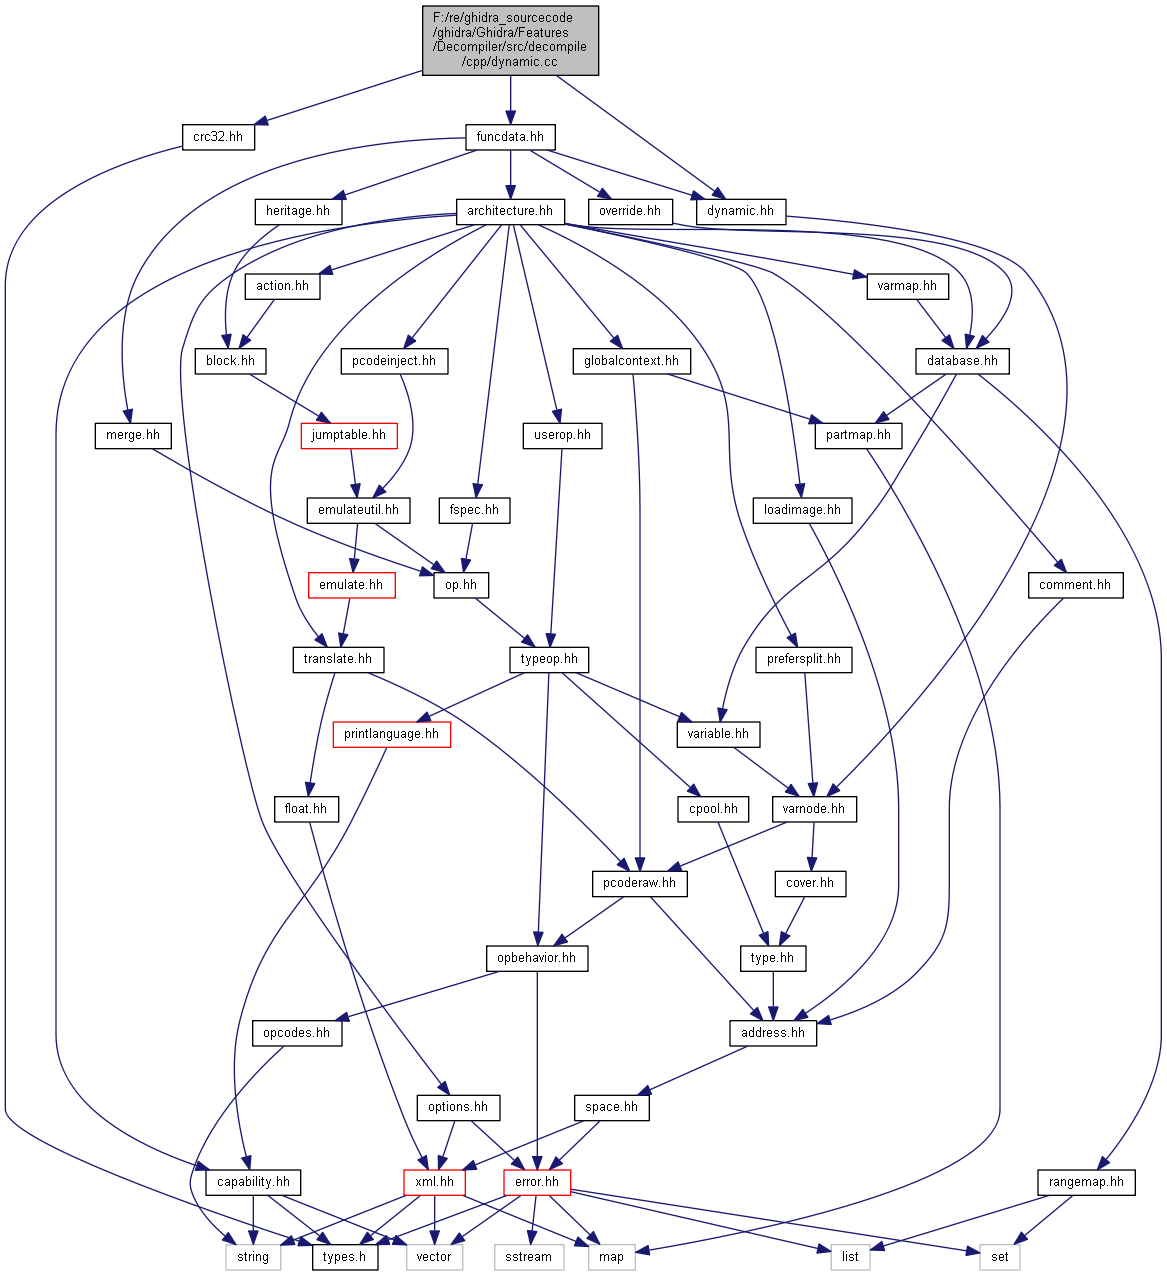 F:/re/ghidra_sourcecode
/ghidra/Ghidra/Features
/Decompiler/src/decompile
/cpp/dynamic.cc
crc32.hh
funcdata.hh
heritage.hh
architecture.hh
override.hh
dynamic.hh
action.hh
varmap.hh
block.hh
pcodeinject.hh
globalcontext.hh
database.hh
merge.hh
jumptable.hh
userop.hh
partmap.hh
emulateutil.hh
fspec.hh
loadimage.hh
emulate.hh
op.hh
comment.hh
translate.hh
typeop.hh
prefersplit.hh
printlanguage.hh
variable.hh
float.hh
cpool.hh
varnode.hh
pcoderaw.hh
cover.hh
opbehavior.hh
type.hh
opcodes.hh
address.hh
options.hh
space.hh
capability.hh
xml.hh
error.hh
rangemap.hh
string
types.h
vector
sstream
map
list
set